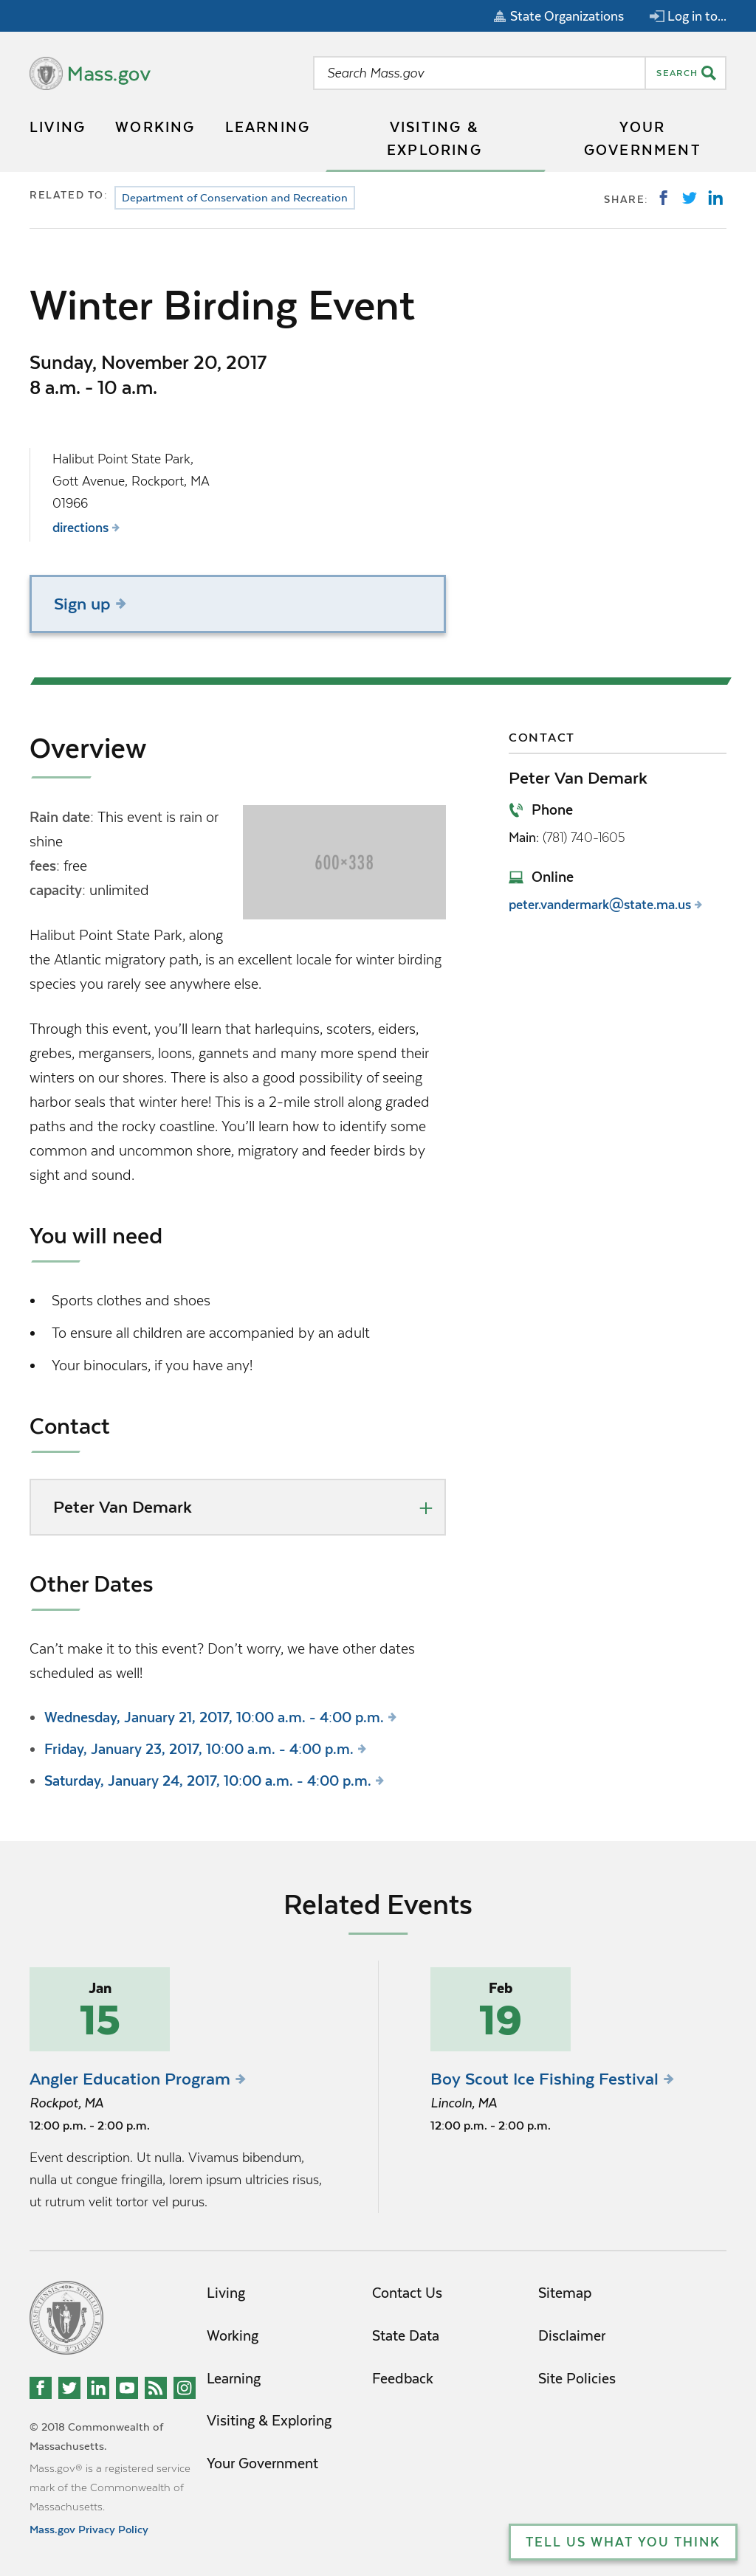 State Organizations
Log in to...
Mass.gov
Search Mass.gov
SEARCH
LIVING
WORKING
LEARNING
VISITING &
EXPLORING
YOUR
GOVERNMENT
RELATED TO:
Department of Conservation and Recreation
SHARE:
Winter Birding Event
Sunday, November 20, 2017
8 a.m. - 10 a.m.
Halibut Point State Park,
Gott Avenue, Rockport, MA
01966
directions
Sign up
Overview
Rain date: This event is rain or
shine
fees: free
capacity: unlimited
600×338
Halibut Point State Park, along
the Atlantic migratory path, is an excellent locale for winter birding
species you rarely see anywhere else.
Through this event, you'll learn that harlequins, scoters, eiders,
grebes, mergansers, loons, gannets and many more spend their
winters on our shores. There is also a good possibility of seeing
harbor seals that winter here! This is a 2-mile stroll along graded
paths and the rocky coastline. You'll learn how to identify some
common and uncommon shore, migratory and feeder birds by
sight and sound.
You will need
Sports clothes and shoes
To ensure all children are accompanied by an adult
Your binoculars, if you have any!
Contact
Peter Van Demark
Other Dates
Can't make it to this event? Don't worry, we have other dates
scheduled as well!
Wednesday, January 21, 2017, 10:00 a.m. - 4:00 p.m.
Friday, January 23, 2017, 10:00 a.m. - 4:00 p.m.
Saturday, January 24, 2017, 10:00 a.m. - 4:00 p.m.
CONTACT
Peter Van Demark
Phone
Main: (781) 740-1605
Online
peter.vandermark@state.ma.us
Related Events
Jan
15
Angler Education Program
Rockpot, MA
12:00 p.m. - 2:00 p.m.
Event description. Ut nulla. Vivamus bibendum,
nulla ut congue fringilla, lorem ipsum ultricies risus,
ut rutrum velit tortor vel purus.
Feb
19
Boy Scout Ice Fishing Festival
Lincoln, MA
12:00 p.m. - 2:00 p.m.
Living
Working
Learning
Visiting & Exploring
Your Government
Contact Us
State Data
Feedback
Sitemap
Disclaimer
Site Policies
© 2018 Commonwealth of
Massachusetts.
Mass.gov® is a registered service
mark of the Commonwealth of
Massachusetts.
Mass.gov Privacy Policy
TELL US WHAT YOU THINK